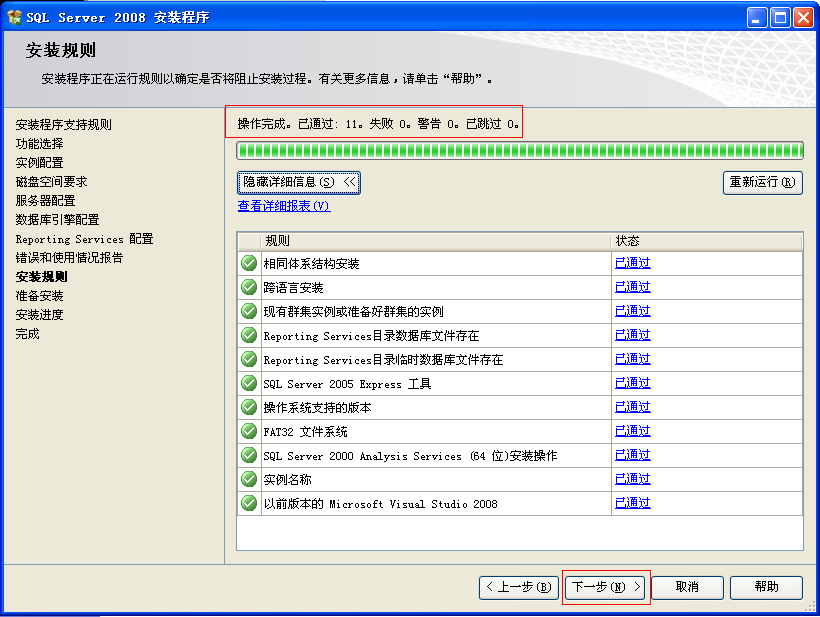 SQL Server 2008 安装程序
安装规则
安装程序正在运行规则以确定是否将阻止安装过程。有关更多信息，请单击“帮助”。
安装程序支持规则
功能选择
实例配置
磁盘空间要求
服务器配置
数据库引擎配置
Reporting Services 配置
错误和使用情况报告
安装规则
准备安装
安装进度
完成
操作完成。已通过: 11。失败 0。警告 0。已跳过 0。
隐藏详细信息(S) <<
重新运行(R)
查看详细报表(V)
规则 状态
相同体系结构安装 已通过
跨语言安装 已通过
现有群集实例或准备好群集的实例 已通过
Reporting Services目录数据库文件存在 已通过
Reporting Services目录临时数据库文件存在 已通过
SQL Server 2005 Express 工具 已通过
操作系统支持的版本 已通过
FAT32 文件系统 已通过
SQL Server 2000 Analysis Services (64 位)安装操作 已通过
实例名称 已通过
以前版本的 Microsoft Visual Studio 2008 已通过
< 上一步(B) 下一步(N) > 取消 帮助